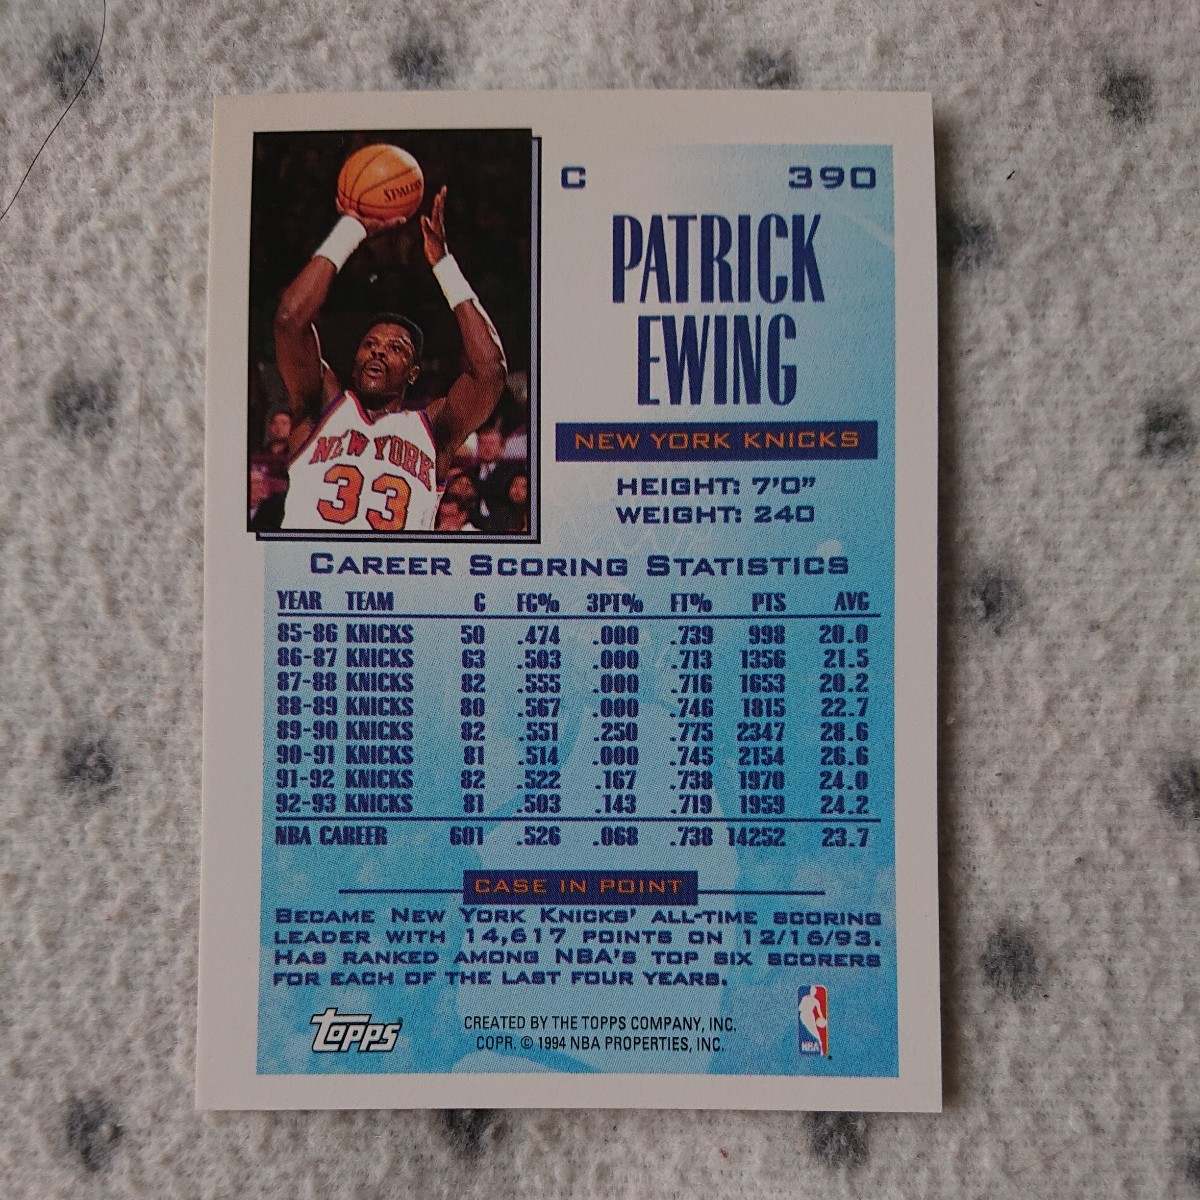 SPALDING
NEW YORK
33
C 390
PATRICK
EWING
NEW YORK KNICKS
HEIGHT: 7'0"
WEIGHT: 240
CAREER SCORING STATISTICS
YEAR TEAM G FG% 3PT% FT% PTS AVG
85-86 KNICKS 50 .474 .000 .739 998 20.0
86-87 KNICKS 63 .503 .000 .713 1356 21.5
87-88 KNICKS 82 .555 .000 .716 1653 20.2
88-89 KNICKS 80 .567 .000 .746 1815 22.7
89-90 KNICKS 82 .551 .250 .775 2347 28.6
90-91 KNICKS 81 .514 .000 .745 2154 26.6
91-92 KNICKS 82 .522 .167 .738 1970 24.0
92-93 KNICKS 81 .503 .143 .719 1959 24.2
NBA CAREER 601 .526 .068 .738 14252 23.7
CASE IN POINT
BECAME NEW YORK KNICKS' ALL-TIME SCORING
LEADER WITH 14,617 POINTS ON 12/16/93.
HAS RANKED AMONG NBA'S TOP SIX SCORERS
FOR EACH OF THE LAST FOUR YEARS.
TOPPS
CREATED BY THE TOPPS COMPANY, INC.
COPR. © 1994 NBA PROPERTIES, INC.
NBA